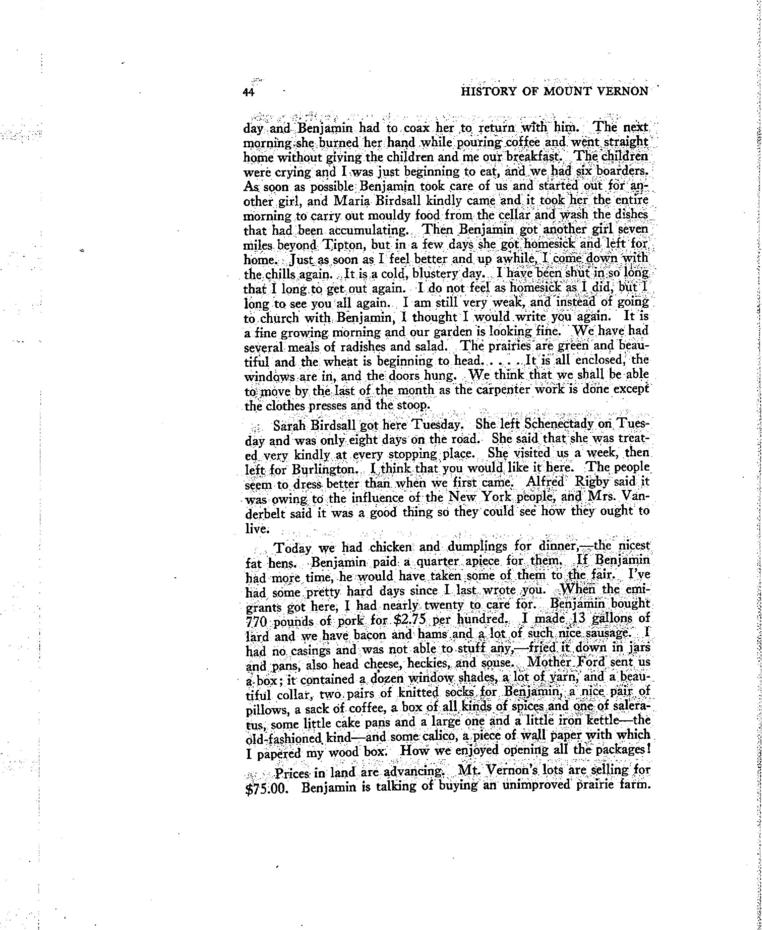 44 HISTORY OF MOUNT VERNON
day and Benjamin had to coax her to return with him. The next
morning she burned her hand while pouring coffee and went straight
home without giving the children and me our breakfast. The children
were crying and I was just beginning to eat, and we had six boarders.
As soon as possible Benjamin took care of us and started out for an-
other girl, and Maria Birdsall kindly came and it took her the entire
morning to carry out mouldy food from the cellar and wash the dishes
that had been accumulating. Then Benjamin got another girl seven
miles beyond Tipton, but in a few days she got homesick and left for
home. Just as soon as I feel better and up awhile, I come down with
the chills again. It is a cold, blustery day. I have been shut in so long
that I long to get out again. I do not feel as homesick as I did, but I
long to see you all again. I am still very weak, and instead of going
to church with Benjamin, I thought I would write you again. It is
a fine growing morning and our garden is looking fine. We have had
several meals of radishes and salad. The prairies are green and beau-
tiful and the wheat is beginning to head. . . . . It is all enclosed, the
windows are in, and the doors hung. We think that we shall be able
to move by the last of the month as the carpenter work is done except
the clothes presses and the stoop.
Sarah Birdsall got here Tuesday. She left Schenectady on Tues-
day and was only eight days on the road. She said that she was treat-
ed very kindly at every stopping place. She visited us a week, then
left for Burlington. I think that you would like it here. The people
seem to dress better than when we first came. Alfred Rigby said it
was owing to the influence of the New York people, and Mrs. Van-
derbelt said it was a good thing so they could see how they ought to
live.
Today we had chicken and dumplings for dinner,—the nicest
fat hens. Benjamin paid a quarter apiece for them. If Benjamin
had more time, he would have taken some of them to the fair. I've
had some pretty hard days since I last wrote you. When the emi-
grants got here, I had nearly twenty to care for. Benjamin bought
770 pounds of pork for $2.75 per hundred. I made 13 gallons of
lard and we have bacon and hams and a lot of such nice sausage. I
had no casings and was not able to stuff any,—fried it down in jars
and pans, also head cheese, heckies, and souse. Mother Ford sent us
a box; it contained a dozen window shades, a lot of yarn, and a beau-
tiful collar, two pairs of knitted socks for Benjamin, a nice pair of
pillows, a sack of coffee, a box of all kinds of spices and one of salera-
tus, some little cake pans and a large one and a little iron kettle—the
old-fashioned kind—and some calico, a piece of wall paper with which
I papered my wood box. How we enjoyed opening all the packages!
Prices in land are advancing. Mt. Vernon's lots are selling for
$75.00. Benjamin is talking of buying an unimproved prairie farm.